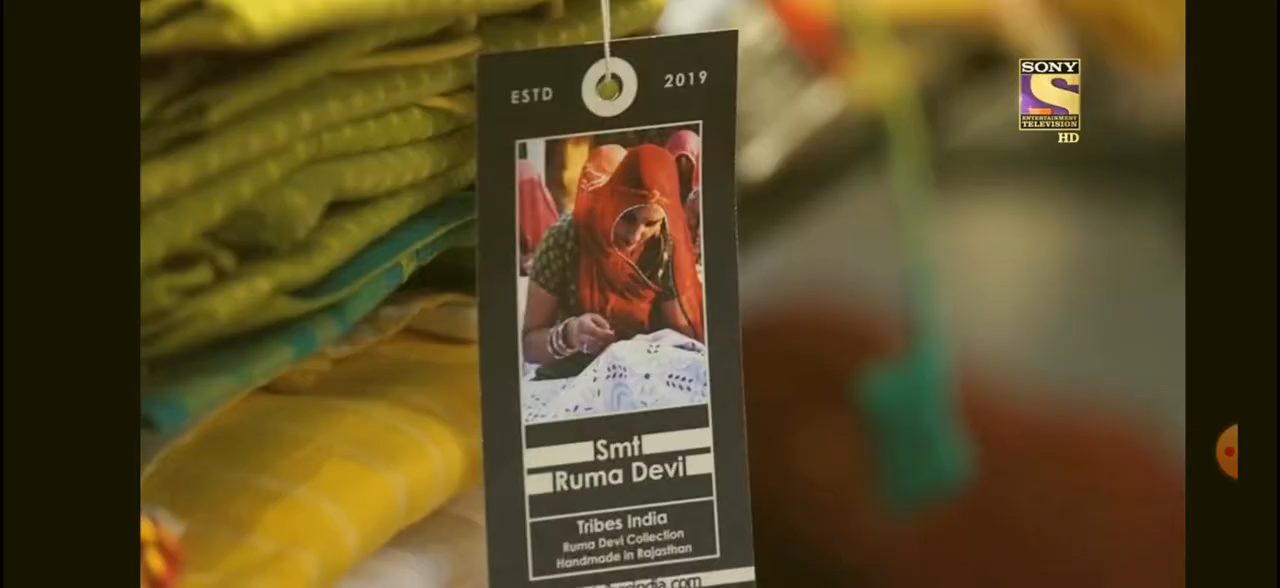 ESTD 2019
Smt
Ruma Devi
Tribes India
Ruma Devi Collection
Handmade in Rajasthan
SONY
S
ENTERTAINMENT
TELEVISION
HD